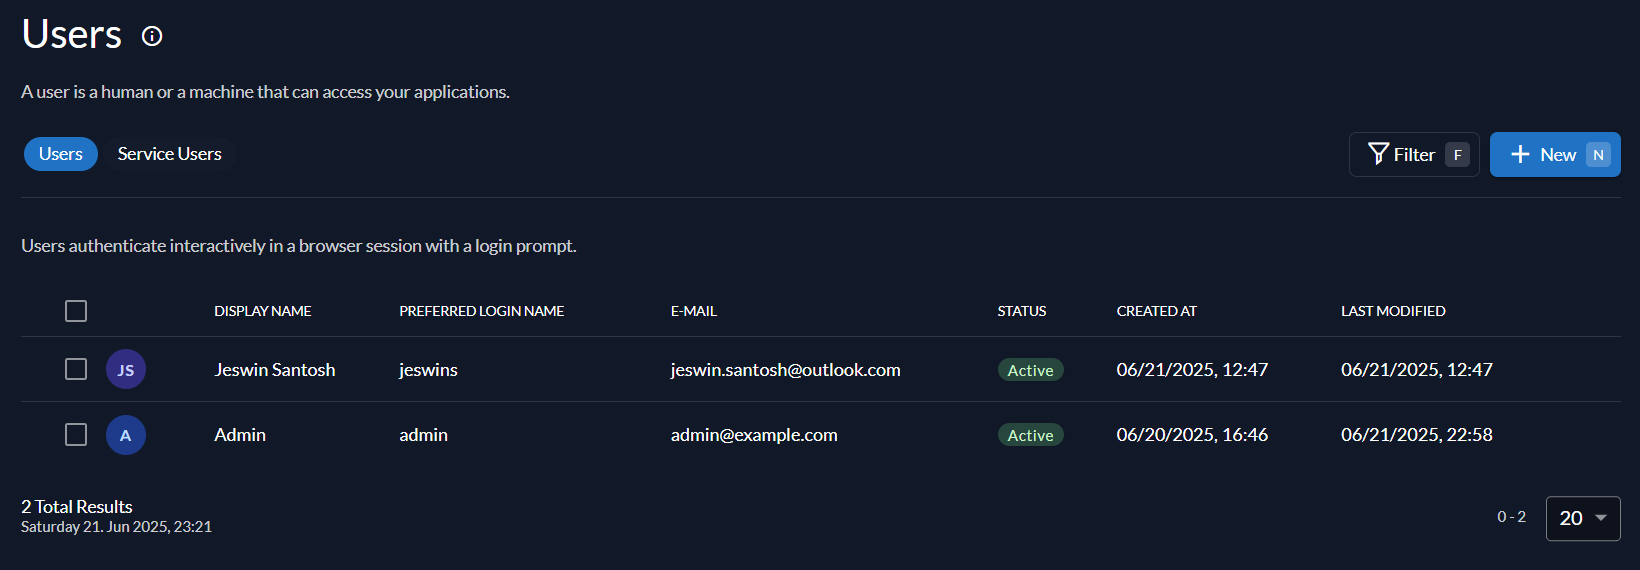 Users
A user is a human or a machine that can access your applications.
Users Service Users Filter F New N
Users authenticate interactively in a browser session with a login prompt.
DISPLAY NAME PREFERRED LOGIN NAME E-MAIL STATUS CREATED AT LAST MODIFIED
JS Jeswin Santosh jeswins jeswin.santosh@outlook.com Active 06/21/2025, 12:47 06/21/2025, 12:47
A Admin admin admin@example.com Active 06/20/2025, 16:46 06/21/2025, 22:58
2 Total Results
Saturday 21. Jun 2025, 23:21
0 - 2 20